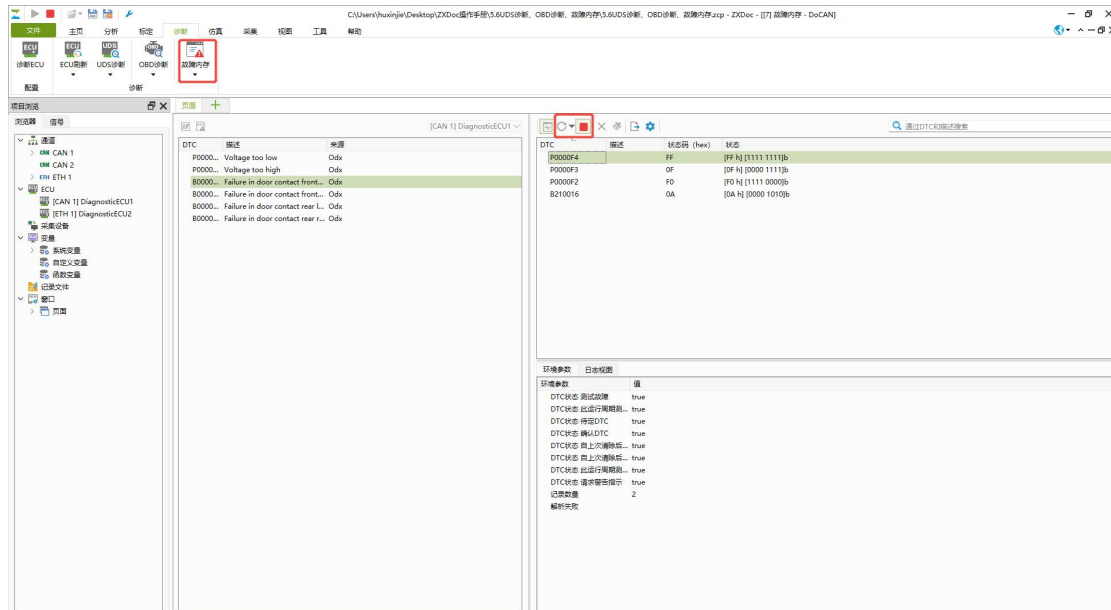 C:\Users\huxinjie\Desktop\ZXDoc操作手册\5.6UDS诊断、OBD诊断、故障内存\5.6UDS诊断、OBD诊断、故障内存.zcp - ZXDoc - [[7] 故障内存 - DoCAN]
文件 主页 分析 标定 诊断 仿真 采集 视图 工具 帮助
诊断ECU ECU刷新 UDS诊断 OBD诊断 故障内存
配置 诊断
项目浏览 页面
浏览器 信号
[CAN 1] DiagnosticECU1
通过DTC和描述搜索
通道
CAN CAN 1
CAN CAN 2
ETH ETH 1
ECU
[CAN 1] DiagnosticECU1
[ETH 1] DiagnosticECU2
采集设备
变量
系统变量
自定义变量
函数变量
记录文件
窗口
页面
DTC 描述 来源
P0000... Voltage too low Odx
P0000... Voltage too high Odx
B0000... Failure in door contact front... Odx
B0000... Failure in door contact front... Odx
B0000... Failure in door contact rear l... Odx
B0000... Failure in door contact rear r... Odx
DTC 描述 状态码 (hex) 状态
P0000F4 FF [FF h] [1111 1111]b
P0000F3 0F [0F h] [0000 1111]b
P0000F2 F0 [F0 h] [1111 0000]b
B210016 0A [0A h] [0000 1010]b
环境参数 日志视图
环境参数 值
DTC状态 测试故障 true
DTC状态 此运行周期测... true
DTC状态 待定DTC true
DTC状态 确认DTC true
DTC状态 自上次清除后... true
DTC状态 自上次清除后... true
DTC状态 此运行周期测... true
DTC状态 请求警告指示 true
记录数量 2
解析失败